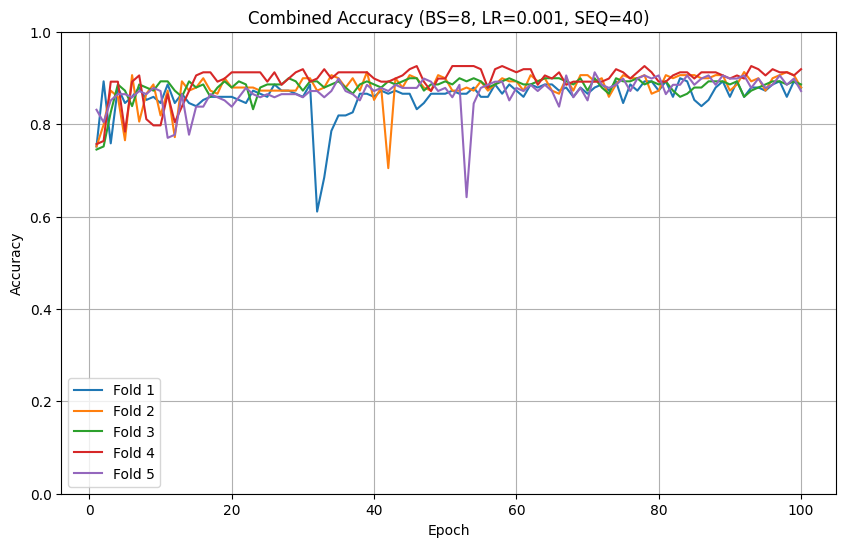 Combined Accuracy (BS=8, LR=0.001, SEQ=40)
1.0
0.8
0.6
0.4
0.2
0.0
Accuracy
Fold 1
Fold 2
Fold 3
Fold 4
Fold 5
0 20 40 60 80 100
Epoch